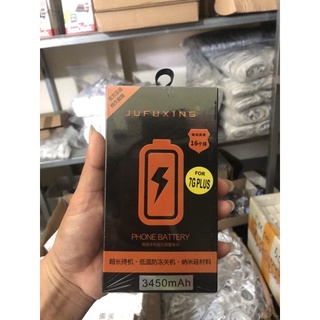 JUFUXING
16个月
FOR
7G PLUS
PHONE BATTERY
超长待机·低温防冻关机·纳米硅材料
3450mAh